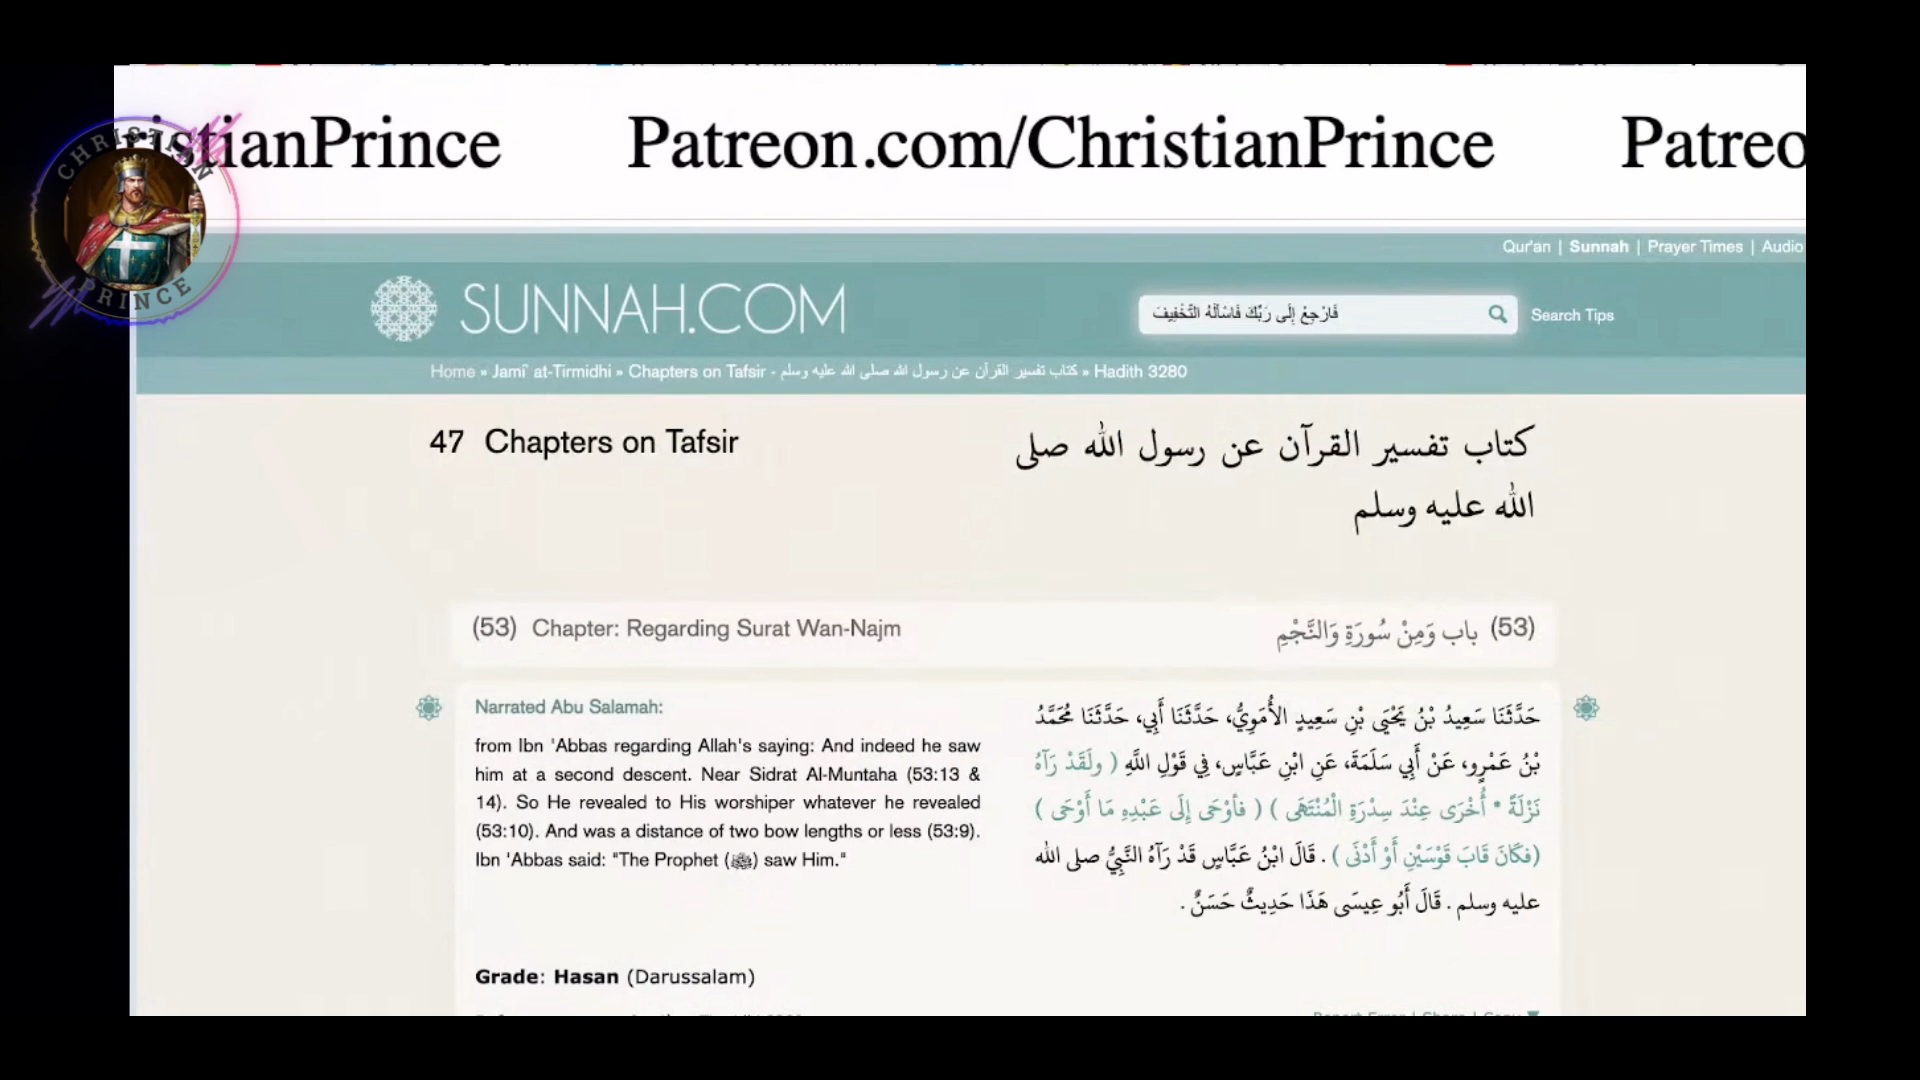 istianPrince Patreon.com/ChristianPrince Patreo
CHRISTIAN
PRINCE
Qur'an | Sunnah | Prayer Times | Audio
SUNNAH.COM
فَارْجِعْ إِلَى رَبِّكَ فَاسْأَلْهُ التَّخْفِيفَ
Search Tips
Home » Jami` at-Tirmidhi » Chapters on Tafsir - كتاب تفسير القرآن عن رسول الله صلى الله عليه وسلم » Hadith 3280
47 Chapters on Tafsir
كتاب تفسير القرآن عن رسول الله صلى
الله عليه وسلم
(53) Chapter: Regarding Surat Wan-Najm
(53) باب وَمِنْ سُورَةِ وَالنَّجْمِ
Narrated Abu Salamah:
from Ibn 'Abbas regarding Allah's saying: And indeed he saw
him at a second descent. Near Sidrat Al-Muntaha (53:13 &
14). So He revealed to His worshiper whatever he revealed
(53:10). And was a distance of two bow lengths or less (53:9).
Ibn 'Abbas said: "The Prophet (ﷺ) saw Him."
حَدَّثَنَا سَعِيدُ بْنُ يَحْيَى بْنِ سَعِيدٍ الأُمَوِيُّ، حَدَّثَنَا أَبِي، حَدَّثَنَا مُحَمَّدُ
بْنُ عَمْرٍو، عَنْ أَبِي سَلَمَةَ، عَنِ ابْنِ عَبَّاسٍ، فِي قَوْلِ اللَّهِ ( ولَقَدْ رَآهُ
نَزْلَةً * أُخْرَى عِنْدَ سِدْرَةِ الْمُنْتَهَى ) ( فأوْحَى إِلَى عَبْدِهِ مَا أَوْحَى )
(فكَانَ قَابَ قَوْسَيْنِ أَوْ أَدْنَى ) . قَالَ ابْنُ عَبَّاسٍ قَدْ رَآهُ النَّبِيُّ صلى الله
عليه وسلم . قَالَ أَبُو عِيسَى هَذَا حَدِيثٌ حَسَنٌ .
Grade: Hasan (Darussalam)